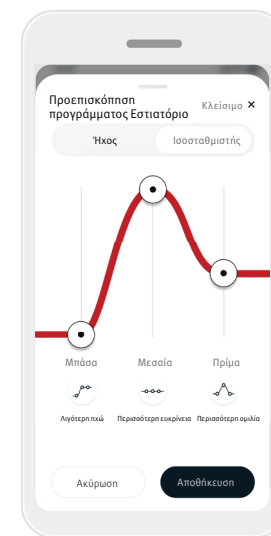 Προεπισκόπηση
προγράμματος Εστιατόριο
Κλείσιμο ×
Ήχος Ισοσταθμιστής
Μπάσα Μεσαία Πρίμα
Λιγότερη ηχώ Περισσότερη ευκρίνεια Περισσότερη ομιλία
Ακύρωση Αποθήκευση